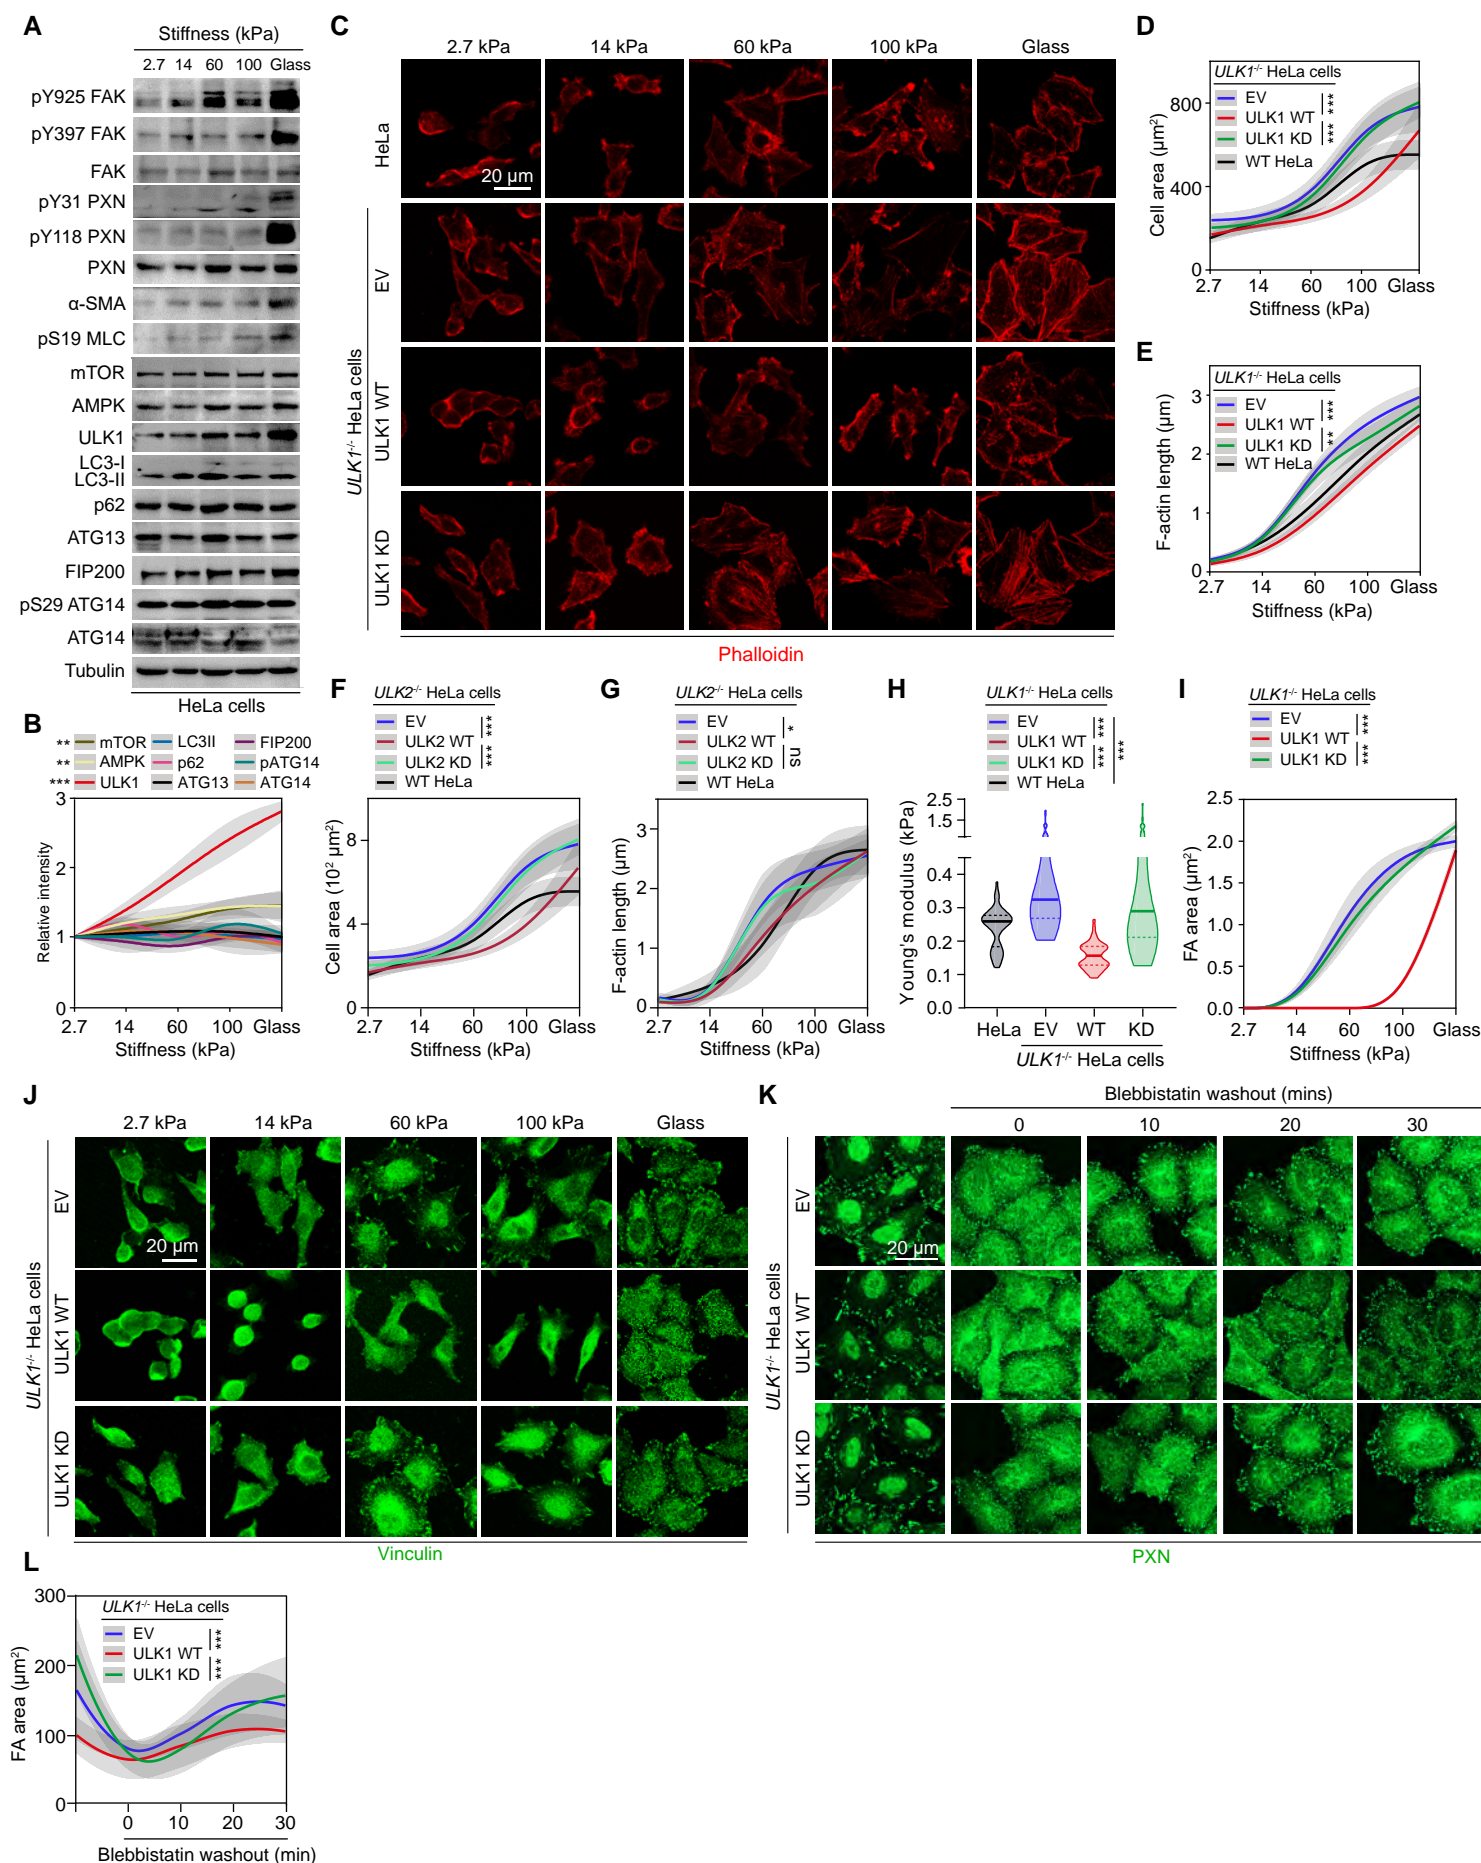 A
Stiffness (kPa)
2.7 14 60 100 Glass
pY925 FAK
pY397 FAK
FAK
pY31 PXN
pY118 PXN
PXN
α-SMA
pS19 MLC
mTOR
AMPK
ULK1
LC3-I
LC3-II
p62
ATG13
FIP200
pS29 ATG14
ATG14
Tubulin
HeLa cells
B
** mTOR LC3II FIP200
** AMPK p62 pATG14
*** ULK1 ATG13 ATG14
Relative intensity
3
2
1
0
2.7 14 60 100 Glass
Stiffness (kPa)
C
2.7 kPa 14 kPa 60 kPa 100 kPa Glass
HeLa
20 µm
ULK1-/- HeLa cells
EV
ULK1 WT
ULK1 KD
Phalloidin
D
ULK1-/- HeLa cells
EV
ULK1 WT
ULK1 KD
WT HeLa
***
***
Cell area (µm²)
800
400
0
2.7 14 60 100 Glass
Stiffness (kPa)
E
ULK1-/- HeLa cells
EV
ULK1 WT
ULK1 KD
WT HeLa
***
**
F-actin length (µm)
3
2
1
0
2.7 14 60 100 Glass
Stiffness (kPa)
F
ULK2-/- HeLa cells
EV
ULK2 WT
ULK2 KD
WT HeLa
***
***
Cell area (10² µm²)
8
4
0
2.7 14 60 100 Glass
Stiffness (kPa)
G
ULK2-/- HeLa cells
EV
ULK2 WT
ULK2 KD
WT HeLa
*
ns
F-actin length (µm)
3
2
1
0
2.7 14 60 100 Glass
Stiffness (kPa)
H
ULK1-/- HeLa cells
EV
ULK1 WT
ULK1 KD
WT HeLa
***
***
***
Young's modulus (kPa)
2.5
1.5
0.4
0.3
0.2
0.1
0.0
HeLa EV WT KD
ULK1-/- HeLa cells
I
ULK1-/- HeLa cells
EV
ULK1 WT
ULK1 KD
***
***
FA area (µm²)
2.5
2.0
1.5
1.0
0.5
0.0
2.7 14 60 100 Glass
Stiffness (kPa)
J
2.7 kPa 14 kPa 60 kPa 100 kPa Glass
ULK1-/- HeLa cells
EV
20 µm
ULK1 WT
ULK1 KD
Vinculin
K
Blebbistatin washout (mins)
0 10 20 30
ULK1-/- HeLa cells
EV
20 µm
ULK1 WT
ULK1 KD
PXN
L
ULK1-/- HeLa cells
EV
ULK1 WT
ULK1 KD
***
***
FA area (µm²)
300
200
100
0
0 10 20 30
Blebbistatin washout (min)